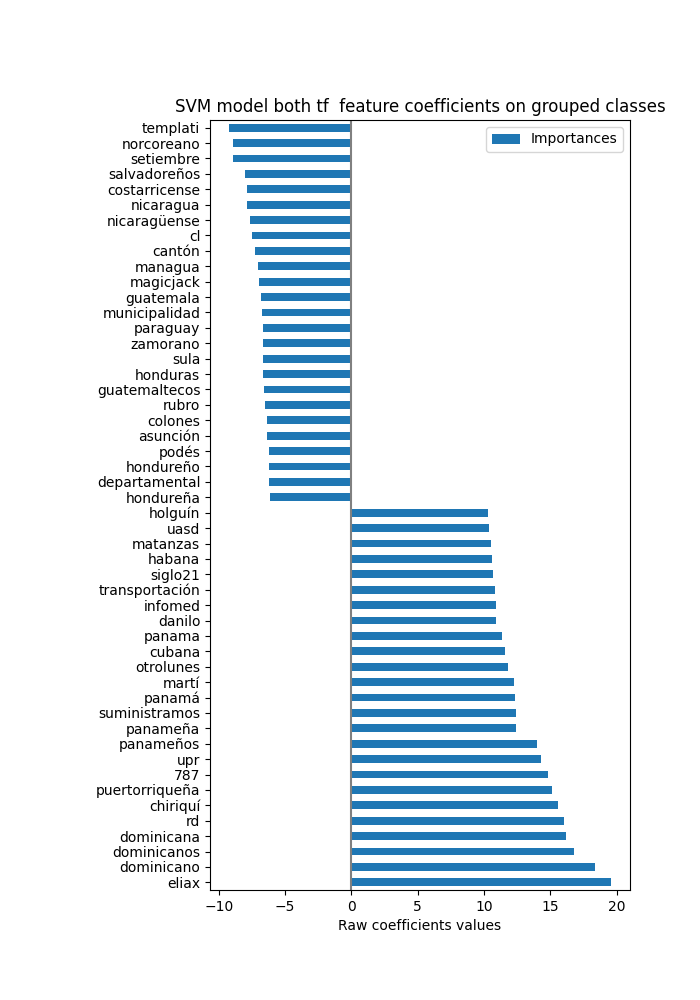 SVM model both tf  feature coefficients on grouped classes
Importances
templati
norcoreano
setiembre
salvadoreños
costarricense
nicaragua
nicaragüense
cl
cantón
managua
magicjack
guatemala
municipalidad
paraguay
zamorano
sula
honduras
guatemaltecos
rubro
colones
asunción
podés
hondureño
departamental
hondureña
holguín
uasd
matanzas
habana
siglo21
transportación
infomed
danilo
panama
cubana
otrolunes
martí
panamá
suministramos
panameña
panameños
upr
787
puertorriqueña
chiriquí
rd
dominicana
dominicanos
dominicano
eliax
−10 −5 0 5 10 15 20
Raw coefficients values